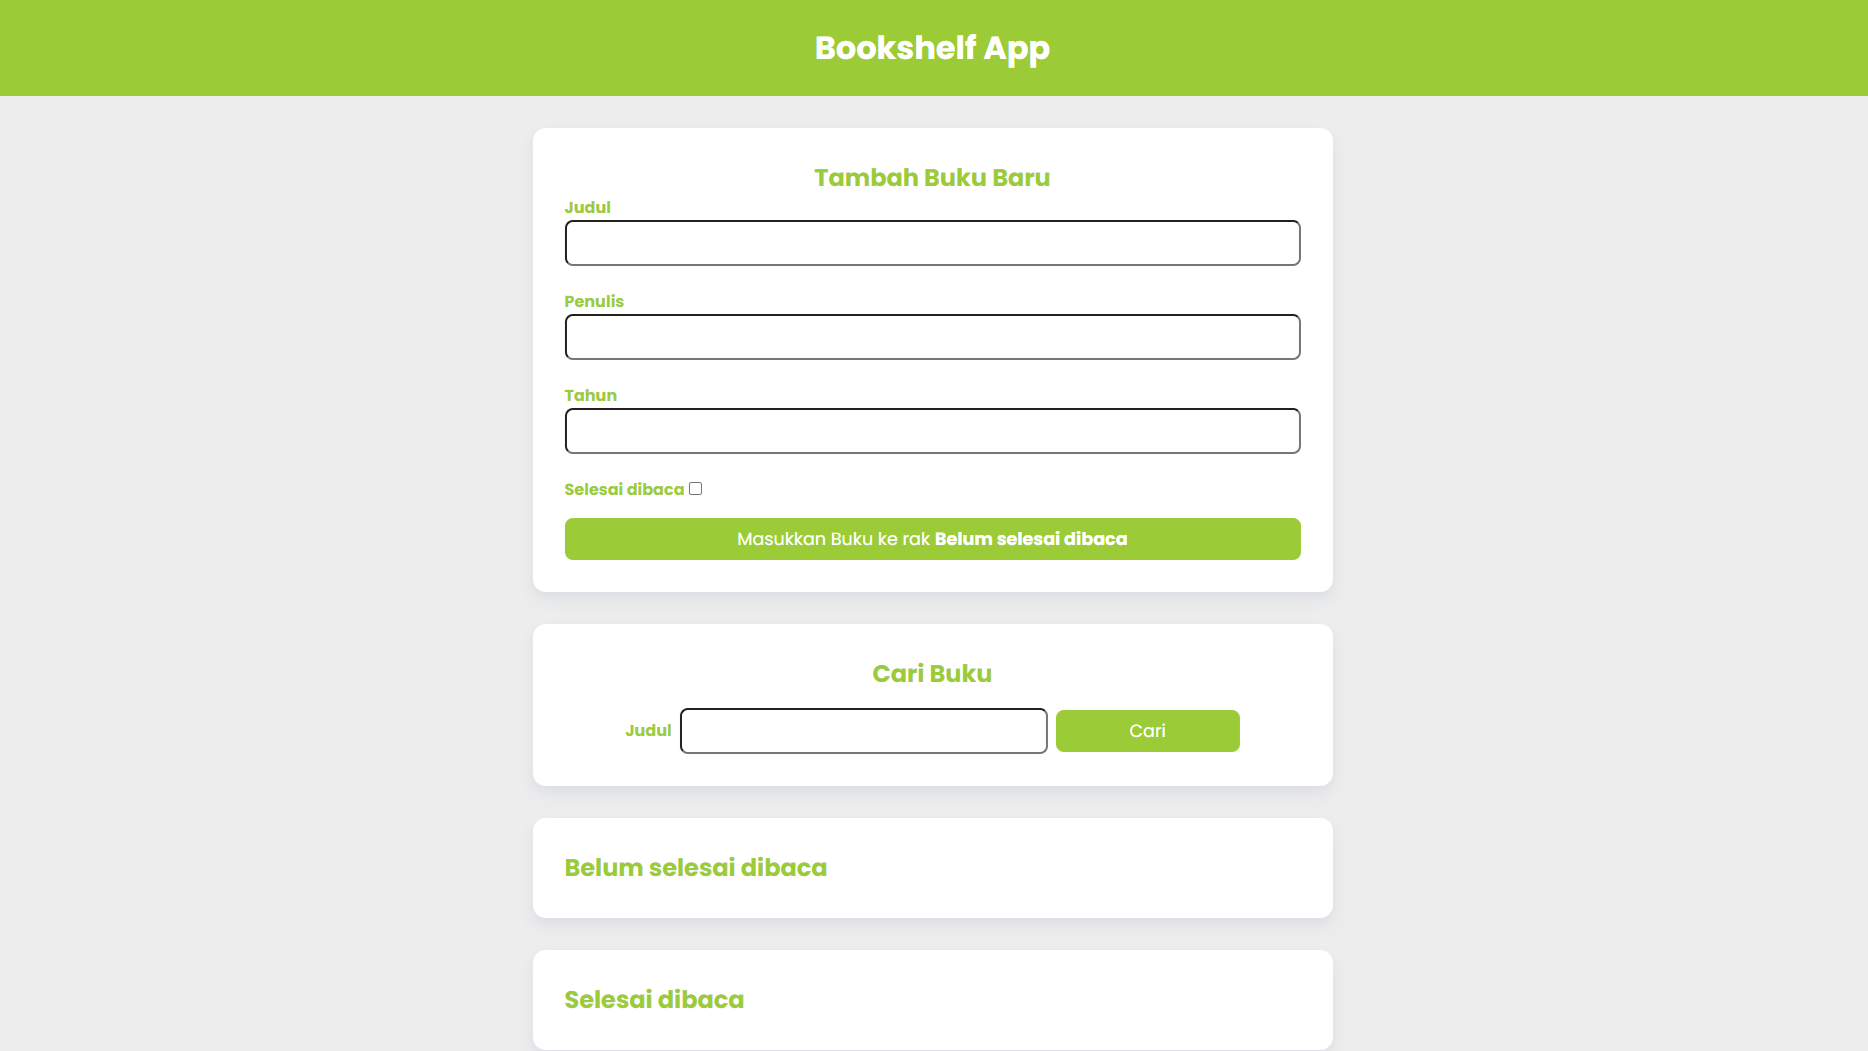 Bookshelf App
Tambah Buku Baru
Judul
Penulis
Tahun
Selesai dibaca
Masukkan Buku ke rak Belum selesai dibaca
Cari Buku
Judul
Cari
Belum selesai dibaca
Selesai dibaca